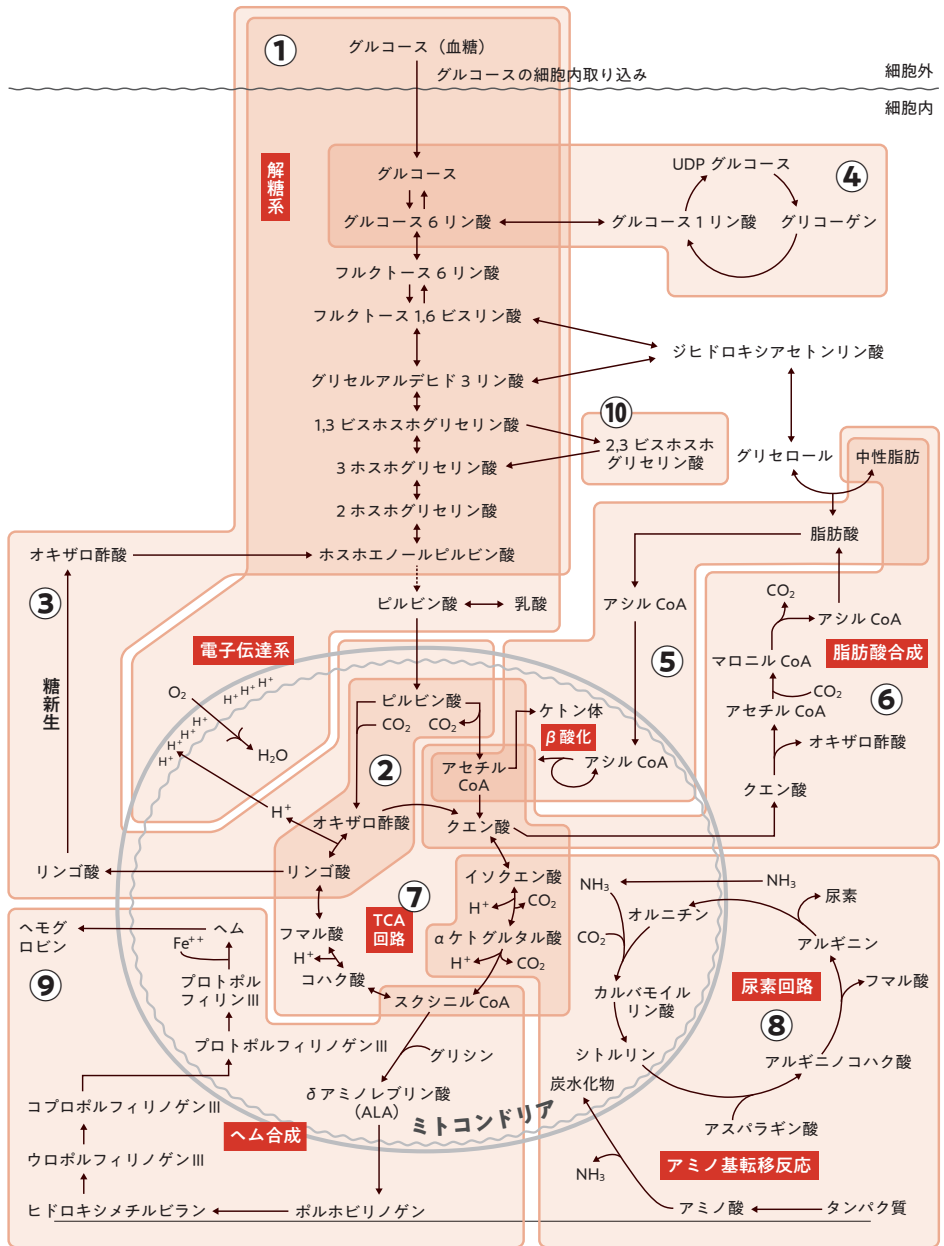 ①
グルコース（血糖）
グルコースの細胞内取り込み
細胞外
細胞内
解糖系
グルコース
グルコース 6 リン酸
④
UDP グルコース
グルコース 1 リン酸
グリコーゲン
フルクトース 6 リン酸
フルクトース 1,6 ビスリン酸
ジヒドロキシアセトンリン酸
グリセルアルデヒド 3 リン酸
1,3 ビスホスホグリセリン酸
⑩
2,3 ビスホスホ
グリセリン酸
3 ホスホグリセリン酸
2 ホスホグリセリン酸
グリセロール
中性脂肪
脂肪酸
オキザロ酢酸
ホスホエノールピルビン酸
③
糖新生
ピルビン酸
乳酸
アシル CoA
⑤
CO₂
アシル CoA
脂肪酸合成
マロニル CoA
⑥
CO₂
アセチル CoA
オキザロ酢酸
クエン酸
電子伝達系
O₂
H⁺
H⁺
H⁺
H⁺
H⁺
H⁺
H⁺
H⁺
H₂O
ピルビン酸
CO₂
CO₂
ケトン体
β 酸化
アシル CoA
②
アセチル
CoA
H⁺
オキザロ酢酸
クエン酸
リンゴ酸
リンゴ酸
イソクエン酸
H⁺
CO₂
⑦
TCA
回路
フマル酸
H⁺
コハク酸
α ケトグルタル酸
H⁺
CO₂
スクシニル CoA
NH₃
NH₃
尿素
オルニチン
CO₂
アルギニン
尿素回路
フマル酸
カルバモイル
リン酸
⑧
シトルリン
アルギニノコハク酸
炭水化物
アスパラギン酸
アミノ基転移反応
NH₃
アミノ酸
タンパク質
ヘモグ
ロビン
ヘム
Fe⁺⁺
⑨
プロトポル
フィリンⅢ
プロトポルフィリノゲンⅢ
グリシン
δ アミノレブリン酸
（ALA）
ミトコンドリア
コプロポルフィリノゲンⅢ
ヘム合成
ウロポルフィリノゲンⅢ
ヒドロキシメチルビラン
ポルホビリノゲン